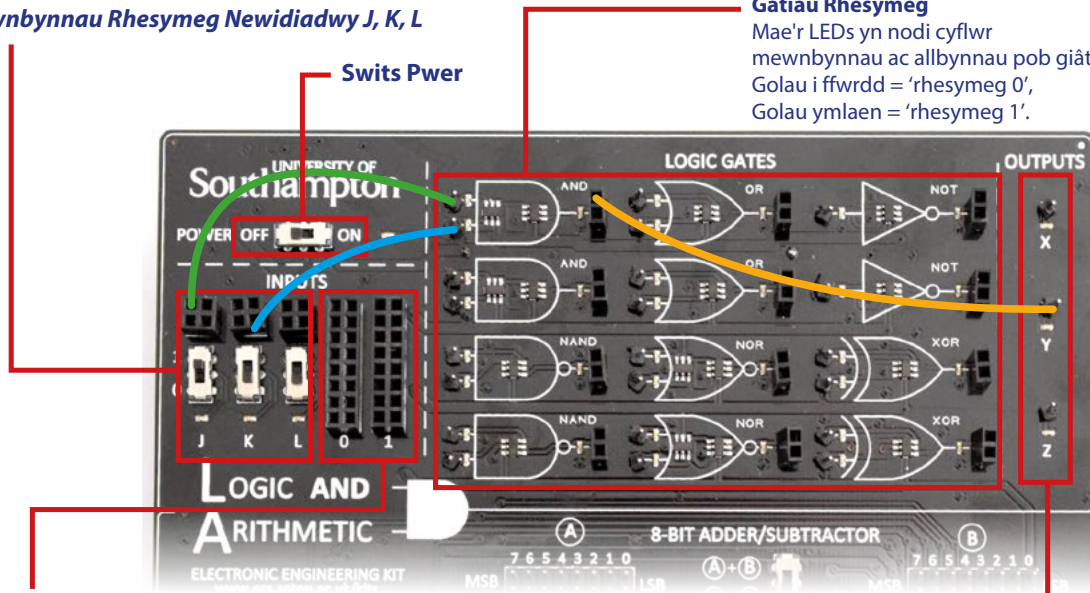 Rhesymeg Newidiadwy J, K, L
Swits Pwer
Gatiau Rhesymeg
Mae'r LEDs yn nodi cyflwr
mewnbynnau ac allbynnau pob giât
Golau i ffwrdd = ‘rhesymeg 0’,
Golau ymlaen = ‘rhesymeg 1’.
UNIVERSITY OF
Southampton
POWER OFF ON
INPUTS
1
0
J K L 0 1
LOGIC GATES
AND OR NOT
AND OR NOT
NAND NOR XOR
NAND NOR XOR
OUTPUTS
X
Y
Z
LOGIC AND
ARITHMETIC
ELECTRONIC ENGINEERING KIT
8-BIT ADDER/SUBTRACTOR
A
7 6 5 4 3 2 1 0
MSB LSB
A+B
B
7 6 5 4 3 2 1 0
MSB LSB